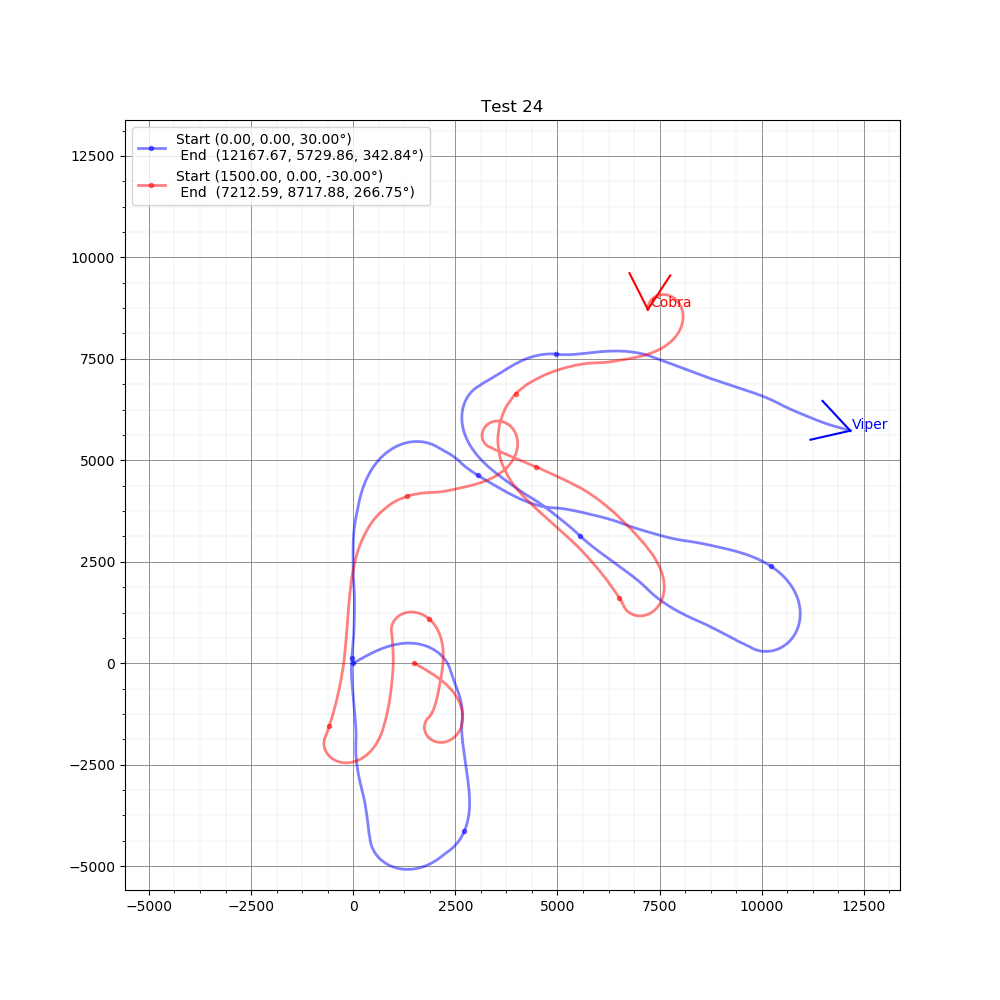 Test 24
Start (0.00, 0.00, 30.00°)
End  (12167.67, 5729.86, 342.84°)
Start (1500.00, 0.00, -30.00°)
End  (7212.59, 8717.88, 266.75°)
12500
10000
7500
5000
2500
0
−2500
−5000
Cobra
Viper
−5000 −2500 0 2500 5000 7500 10000 12500